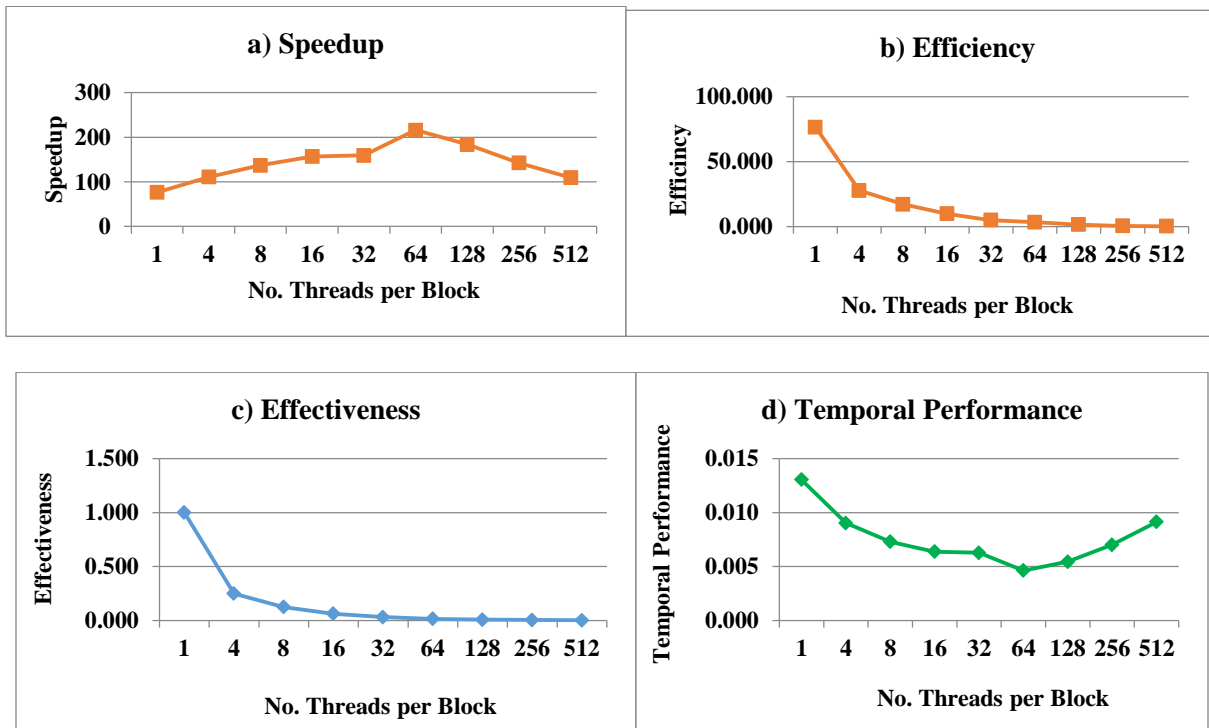 a) Speedup
300
200
100
0
Speedup
1 4 8 16 32 64 128 256 512
No. Threads per Block
b) Efficiency
100.000
50.000
0.000
Efficincy
1 4 8 16 32 64 128 256 512
No. Threads per Block
c) Effectiveness
1.500
1.000
0.500
0.000
Effectiveness
1 4 8 16 32 64 128 256 512
No. Threads per Block
d) Temporal Performance
0.015
0.010
0.005
0.000
Temporal Performance
1 4 8 16 32 64 128 256 512
No. Threads per Block